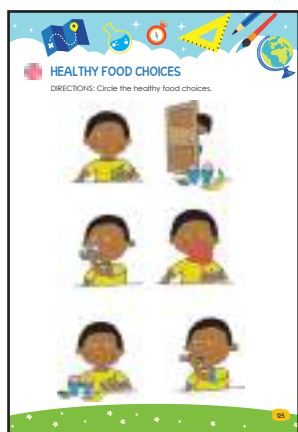 HEALTHY FOOD CHOICES
DIRECTIONS: Circle the healthy food choices.
125